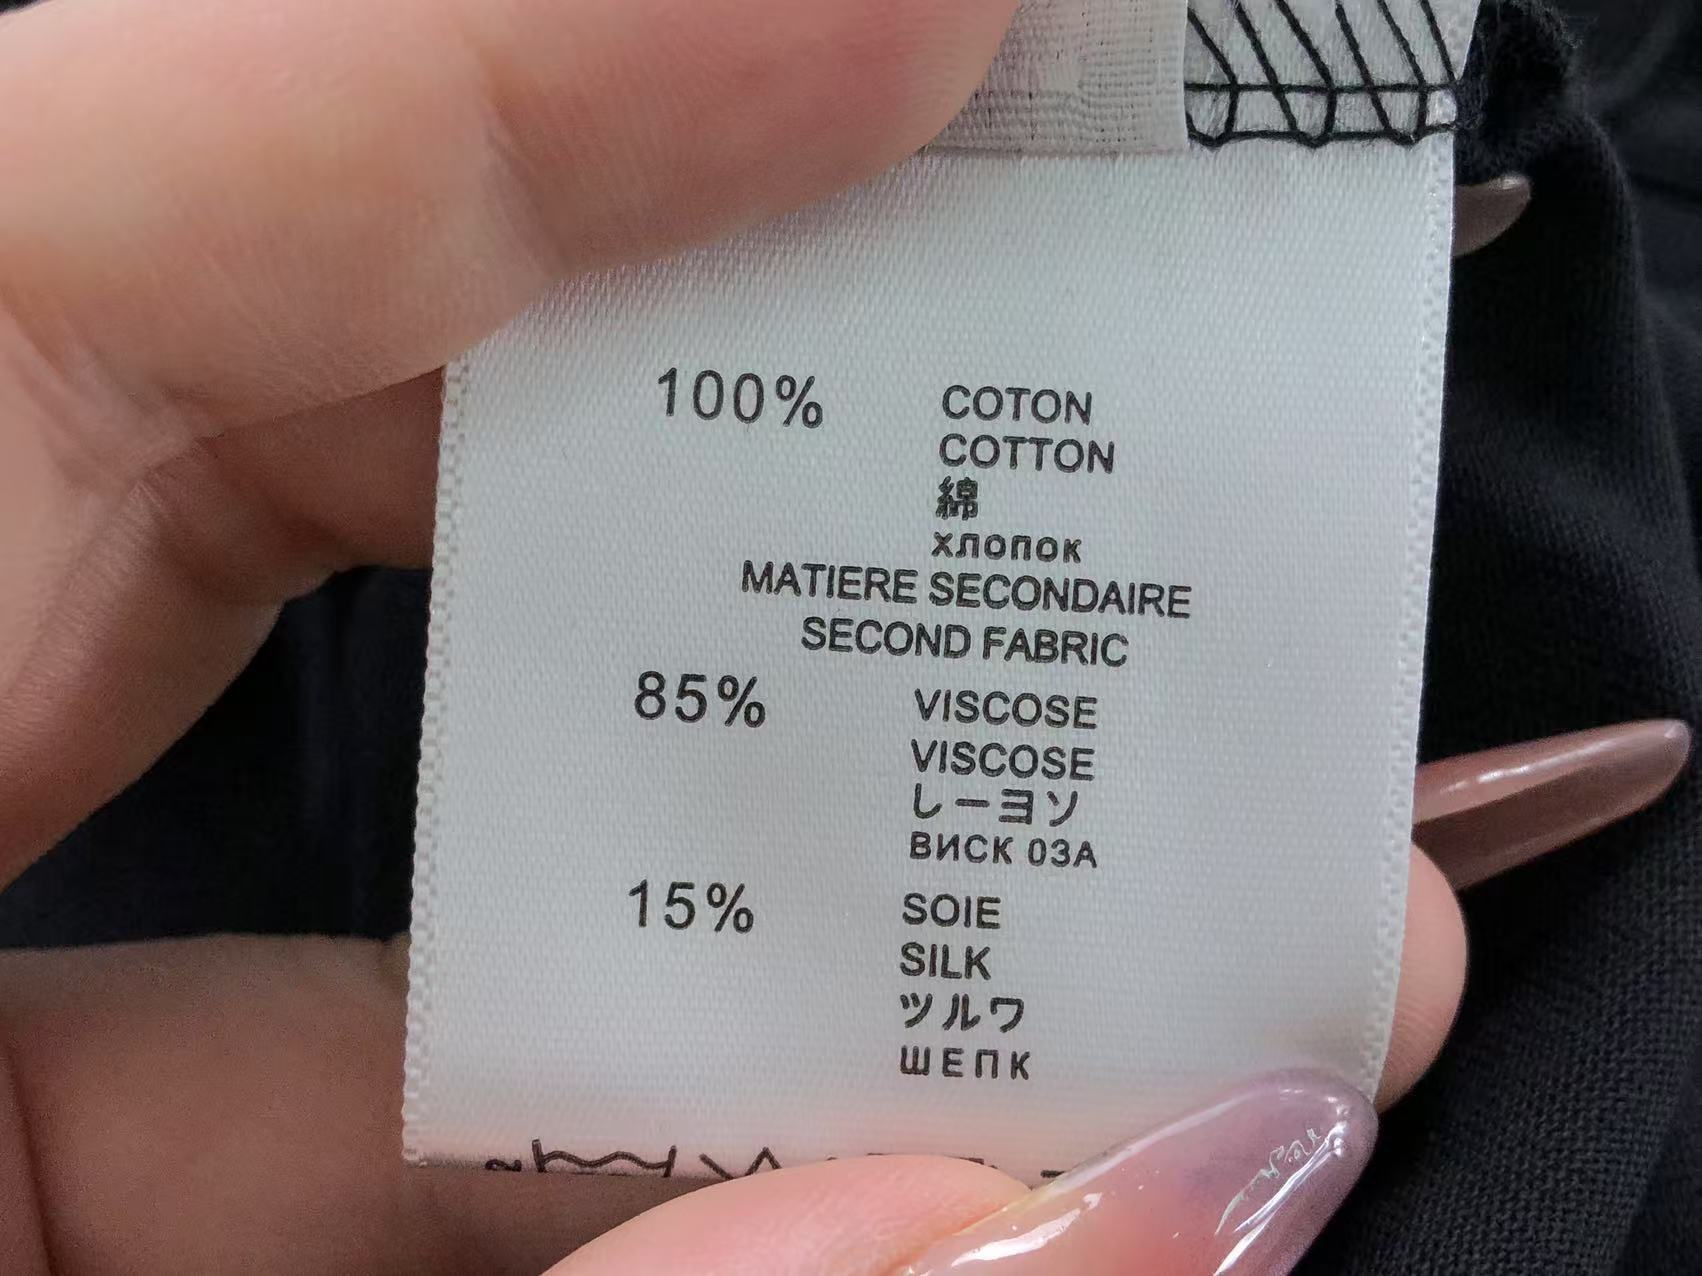 100% COTON
COTTON
綿
хлопок
MATIERE SECONDAIRE
SECOND FABRIC
85% VISCOSE
VISCOSE
しーヨソ
ВИСК 03А
15% SOIE
SILK
ツルワ
ШЕПК